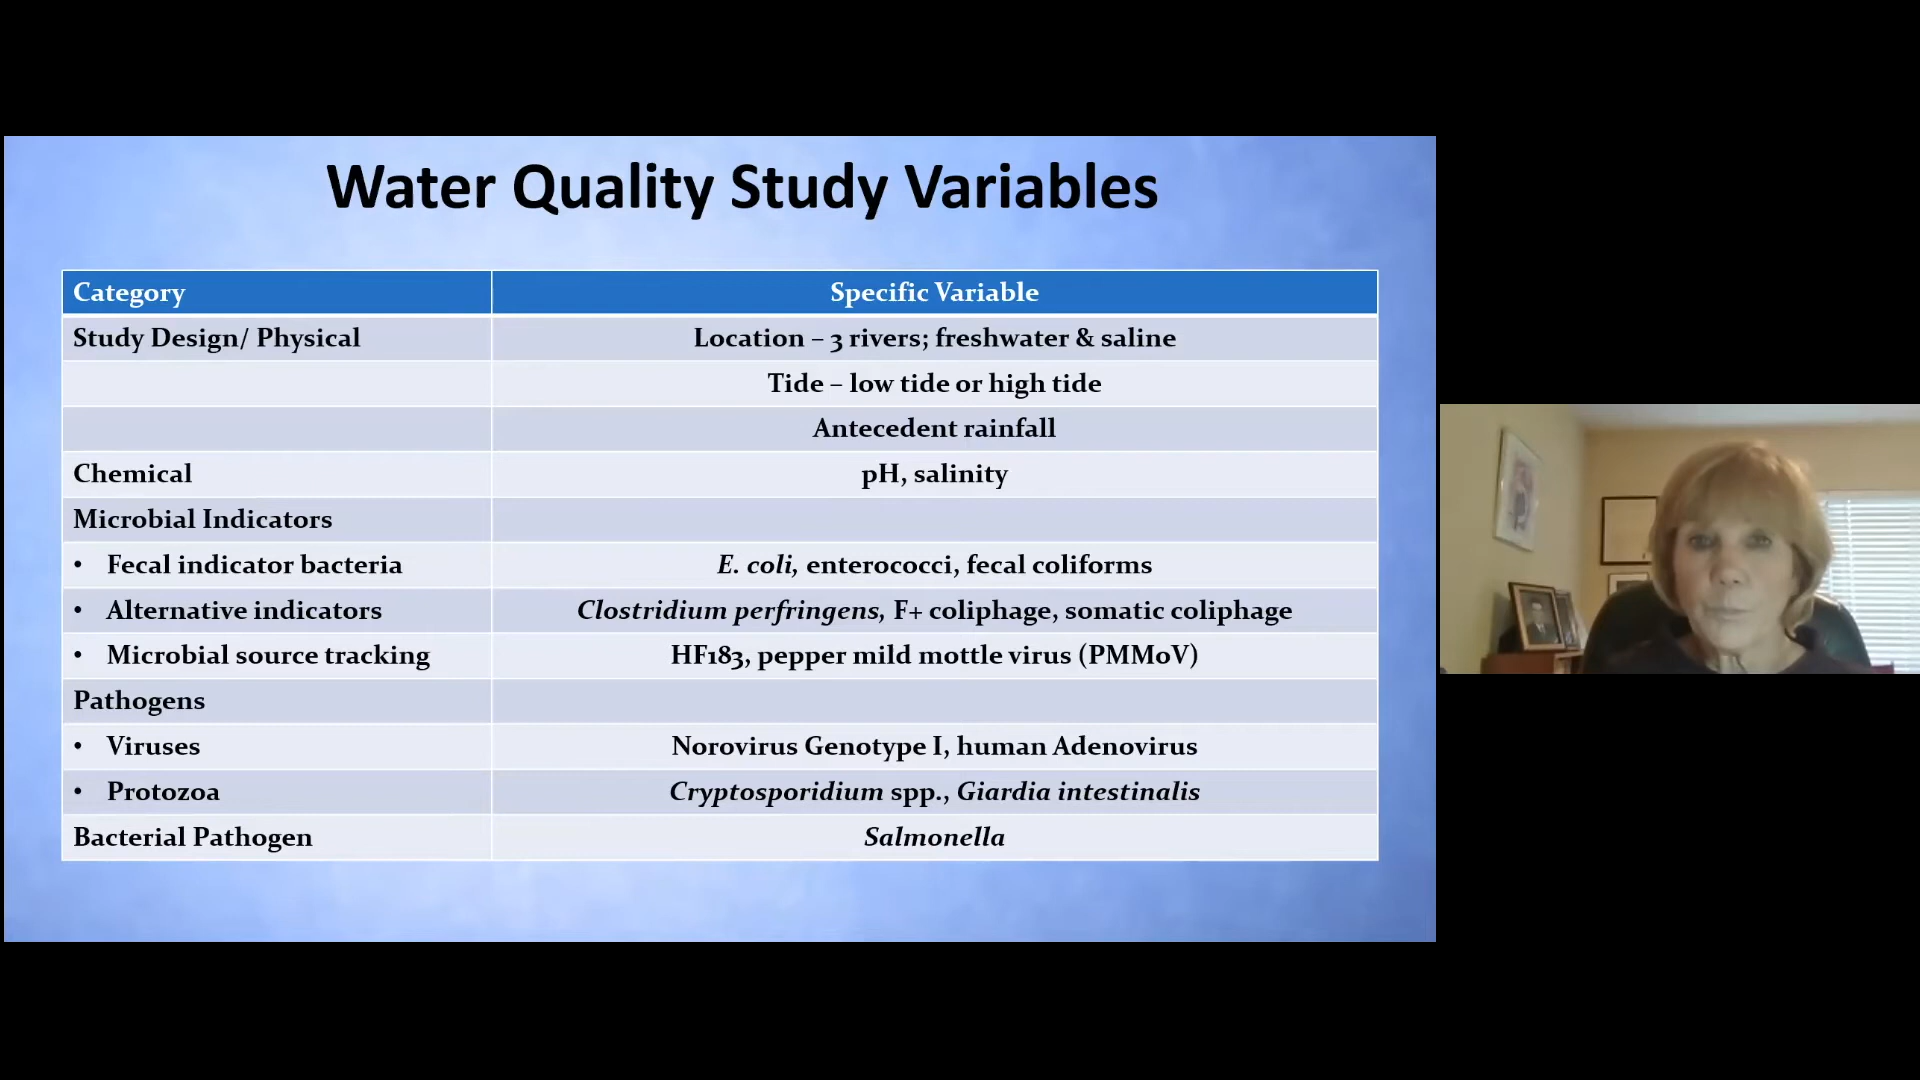 Water Quality Study Variables
Category Specific Variable
Study Design/ Physical Location – 3 rivers; freshwater & saline
Tide – low tide or high tide
Antecedent rainfall
Chemical pH, salinity
Microbial Indicators
• Fecal indicator bacteria E. coli, enterococci, fecal coliforms
• Alternative indicators Clostridium perfringens, F+ coliphage, somatic coliphage
• Microbial source tracking HF183, pepper mild mottle virus (PMMoV)
Pathogens
• Viruses Norovirus Genotype I, human Adenovirus
• Protozoa Cryptosporidium spp., Giardia intestinalis
Bacterial Pathogen Salmonella